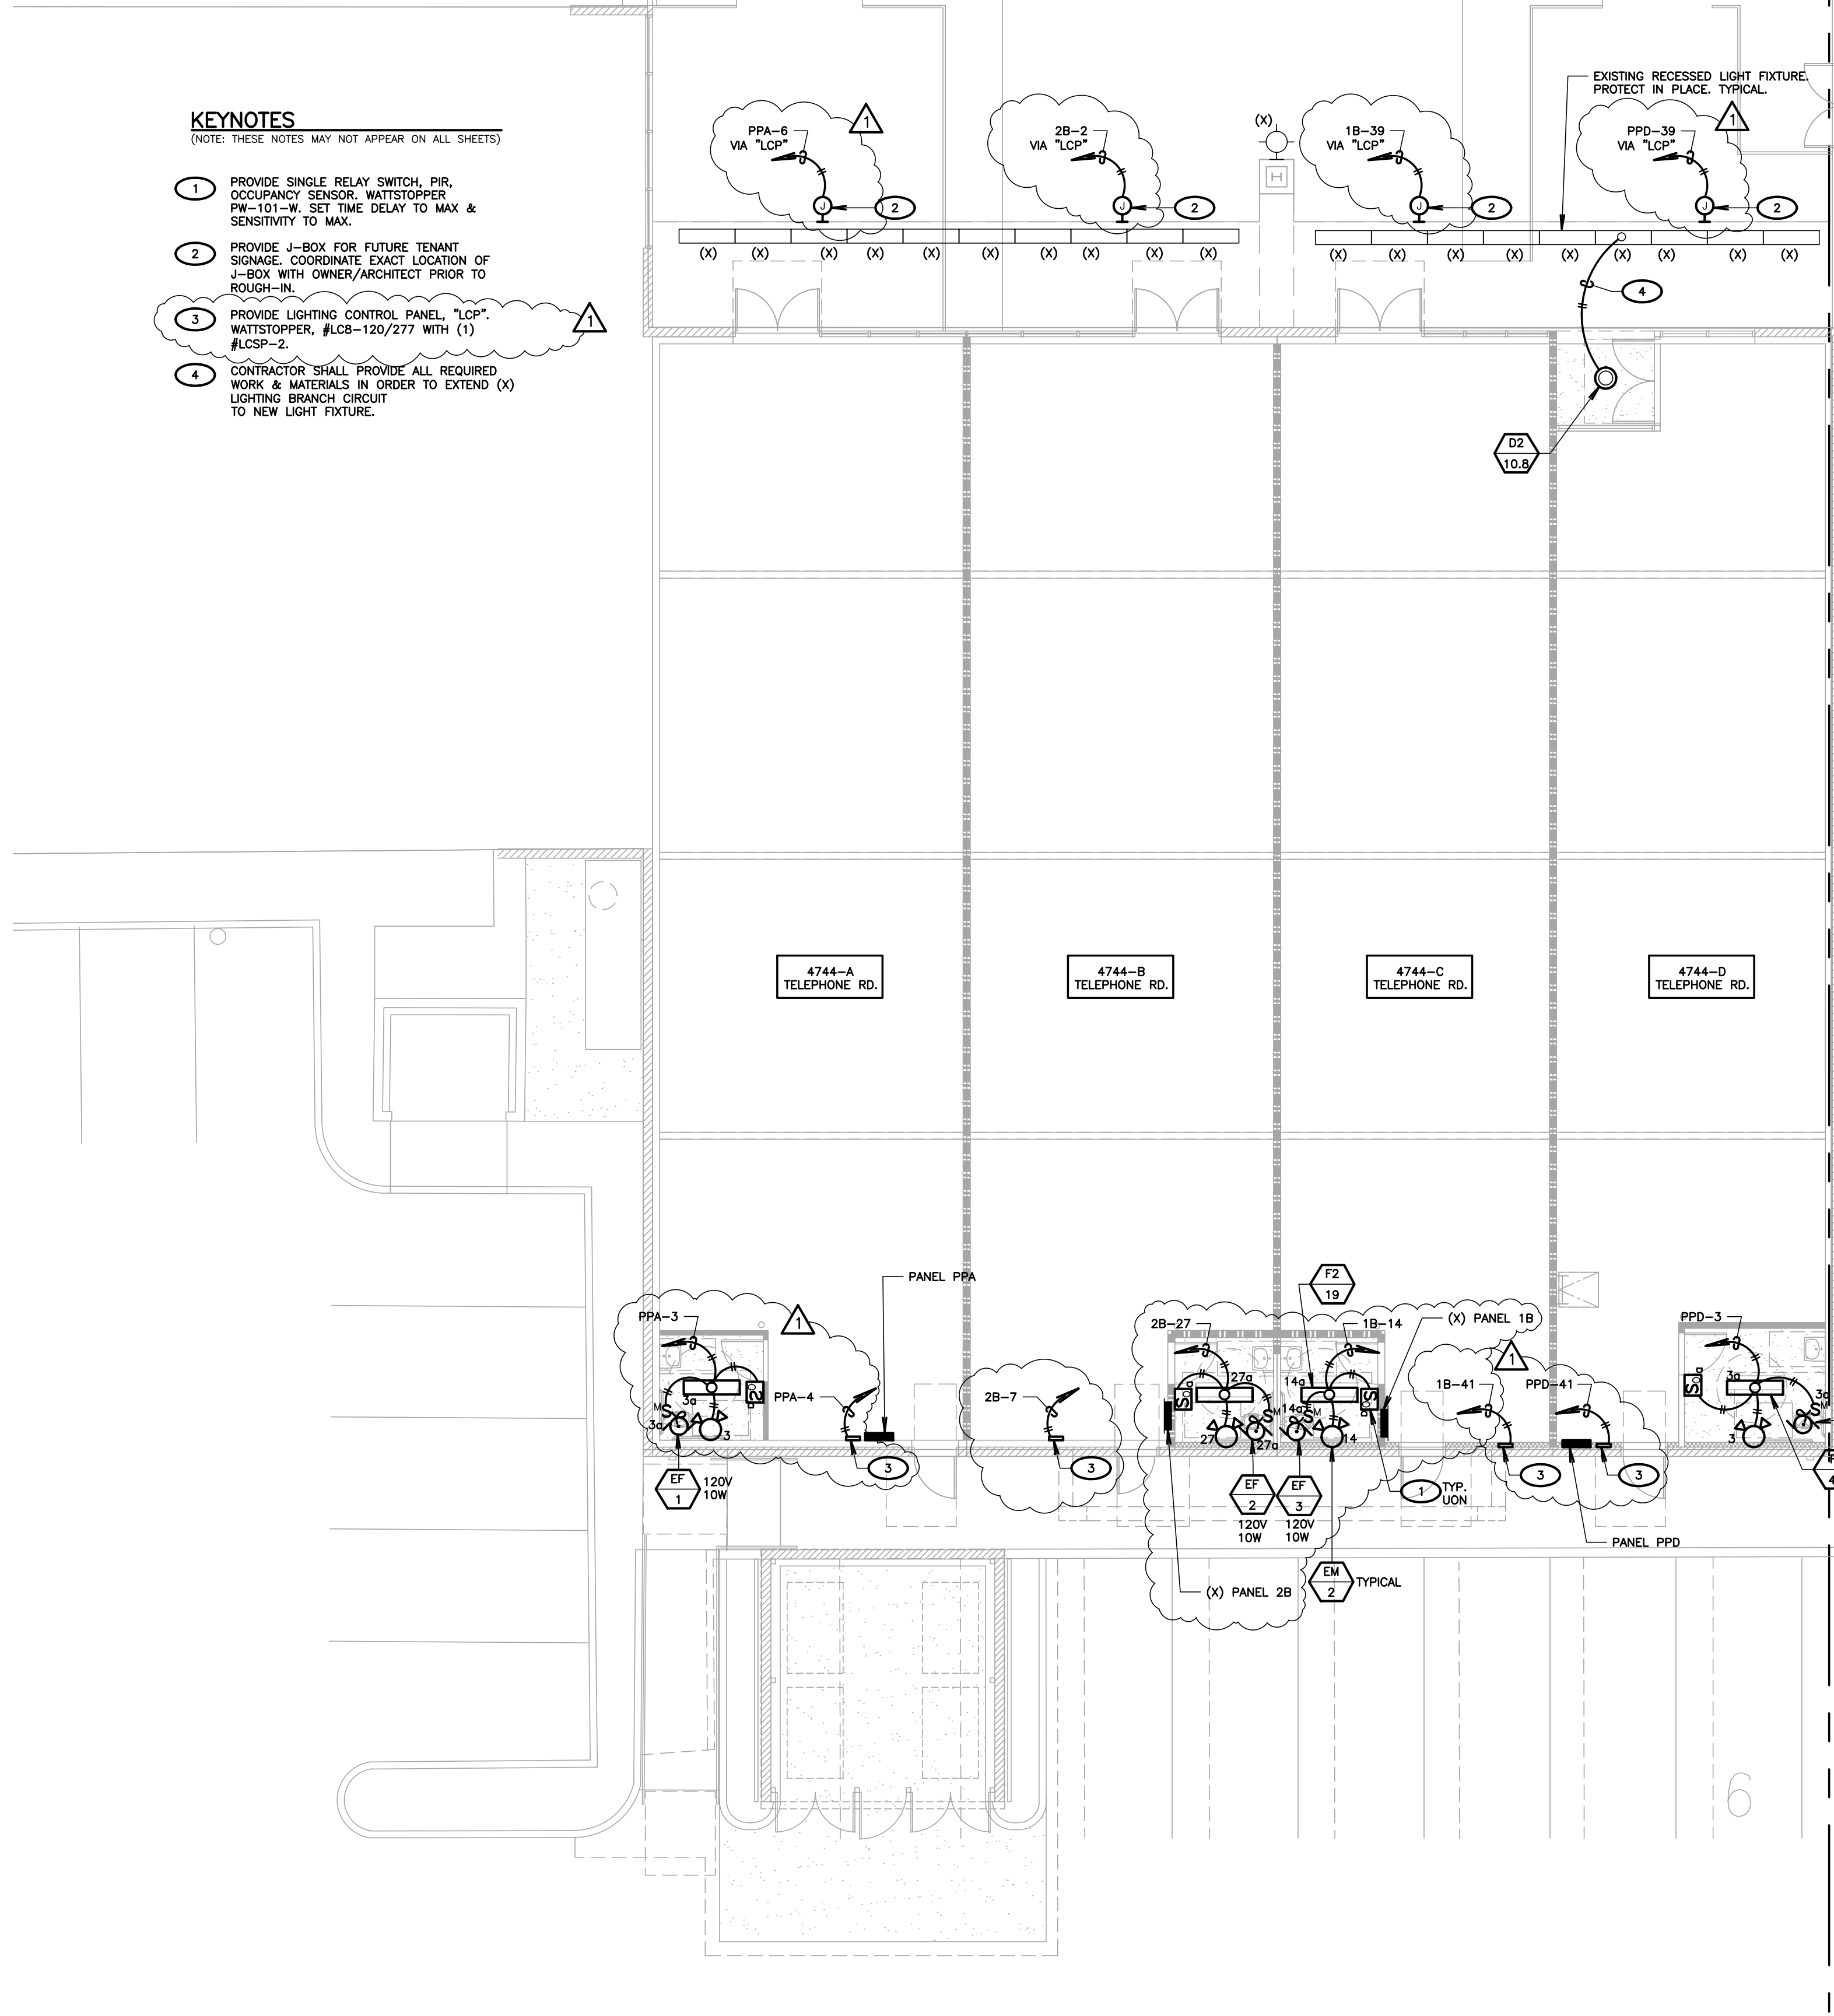 KEYNOTES
(NOTE: THESE NOTES MAY NOT APPEAR ON ALL SHEETS)
1 PROVIDE SINGLE RELAY SWITCH, PIR,
OCCUPANCY SENSOR. WATTSTOPPER
PW-101-W. SET TIME DELAY TO MAX &
SENSITIVITY TO MAX.
2 PROVIDE J-BOX FOR FUTURE TENANT
SIGNAGE. COORDINATE EXACT LOCATION OF
J-BOX WITH OWNER/ARCHITECT PRIOR TO
ROUGH-IN.
3 PROVIDE LIGHTING CONTROL PANEL, "LCP".
WATTSTOPPER, #LC8-120/277 WITH (1)
#LCSP-2.
1
4 CONTRACTOR SHALL PROVIDE ALL REQUIRED
WORK & MATERIALS IN ORDER TO EXTEND (X)
LIGHTING BRANCH CIRCUIT
TO NEW LIGHT FIXTURE.
EXISTING RECESSED LIGHT FIXTURE.
PROTECT IN PLACE. TYPICAL.
PPA-6
VIA "LCP"
1
J
2
2B-2
VIA "LCP"
J
2
(X)
H
1B-39
VIA "LCP"
J
2
PPD-39
VIA "LCP"
1
J
2
(X) (X) (X) (X) (X) (X) (X) (X) (X) (X)
(X) (X) (X) (X) (X) (X) (X) (X) (X)
4
D2
10.8
4744-A
TELEPHONE RD.
4744-B
TELEPHONE RD.
4744-C
TELEPHONE RD.
4744-D
TELEPHONE RD.
PANEL PPA
PPA-3
1
3a
M
S
3a
3
S
PPA-4
3
EF
1
120V
10W
2B-7
3
F2
19
2B-27
1B-14
(X) PANEL 1B
27a
14a
S
a
S
M
14a
S
M
S
27
27a
14
EF
2
120V
10W
EF
3
120V
10W
1
TYP.
UON
EM
2
TYPICAL
(X) PANEL 2B
1
1B-41
PPD-41
3
3
PANEL PPD
PPD-3
S
a
3a
3a
S
M
3
4
6